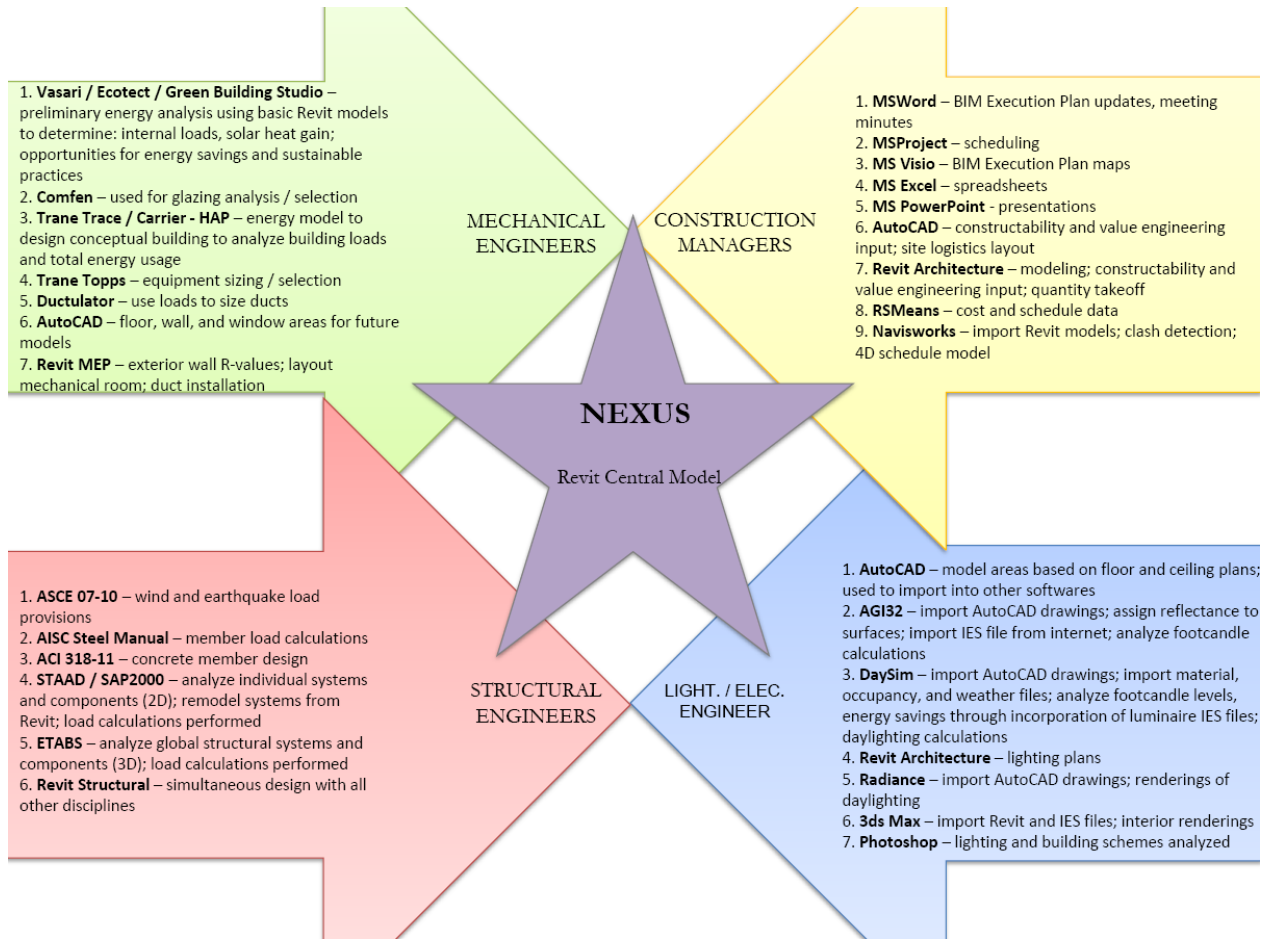 1. Vasari / Ecotect / Green Building Studio –
preliminary energy analysis using basic Revit models
to determine: internal loads, solar heat gain;
opportunities for energy savings and sustainable
practices
2. Comfen – used for glazing analysis / selection
3. Trane Trace / Carrier - HAP – energy model to
design conceptual building to analyze building loads
and total energy usage
4. Trane Topps – equipment sizing / selection
5. Ductulator – use loads to size ducts
6. AutoCAD – floor, wall, and window areas for future
models
7. Revit MEP – exterior wall R-values; layout
mechanical room; duct installation
MECHANICAL
ENGINEERS
CONSTRUCTION
MANAGERS
1. MSWord – BIM Execution Plan updates, meeting
minutes
2. MSProject – scheduling
3. MS Visio – BIM Execution Plan maps
4. MS Excel – spreadsheets
5. MS PowerPoint - presentations
6. AutoCAD – constructability and value engineering
input; site logistics layout
7. Revit Architecture – modeling; constructability and
value engineering input; quantity takeoff
8. RSMeans – cost and schedule data
9. Navisworks – import Revit models; clash detection;
4D schedule model
NEXUS
Revit Central Model
1. ASCE 07-10 – wind and earthquake load
provisions
2. AISC Steel Manual – member load calculations
3. ACI 318-11 – concrete member design
4. STAAD / SAP2000 – analyze individual systems
and components (2D); remodel systems from
Revit; load calculations performed
5. ETABS – analyze global structural systems and
components (3D); load calculations performed
6. Revit Structural – simultaneous design with all
other disciplines
STRUCTURAL
ENGINEERS
LIGHT. / ELEC.
ENGINEER
1. AutoCAD – model areas based on floor and ceiling plans;
used to import into other softwares
2. AGI32 – import AutoCAD drawings; assign reflectance to
surfaces; import IES file from internet; analyze footcandle
calculations
3. DaySim – import AutoCAD drawings; import material,
occupancy, and weather files; analyze footcandle levels,
energy savings through incorporation of luminaire IES files;
daylighting calculations
4. Revit Architecture – lighting plans
5. Radiance – import AutoCAD drawings; renderings of
daylighting
6. 3ds Max – import Revit and IES files; interior renderings
7. Photoshop – lighting and building schemes analyzed